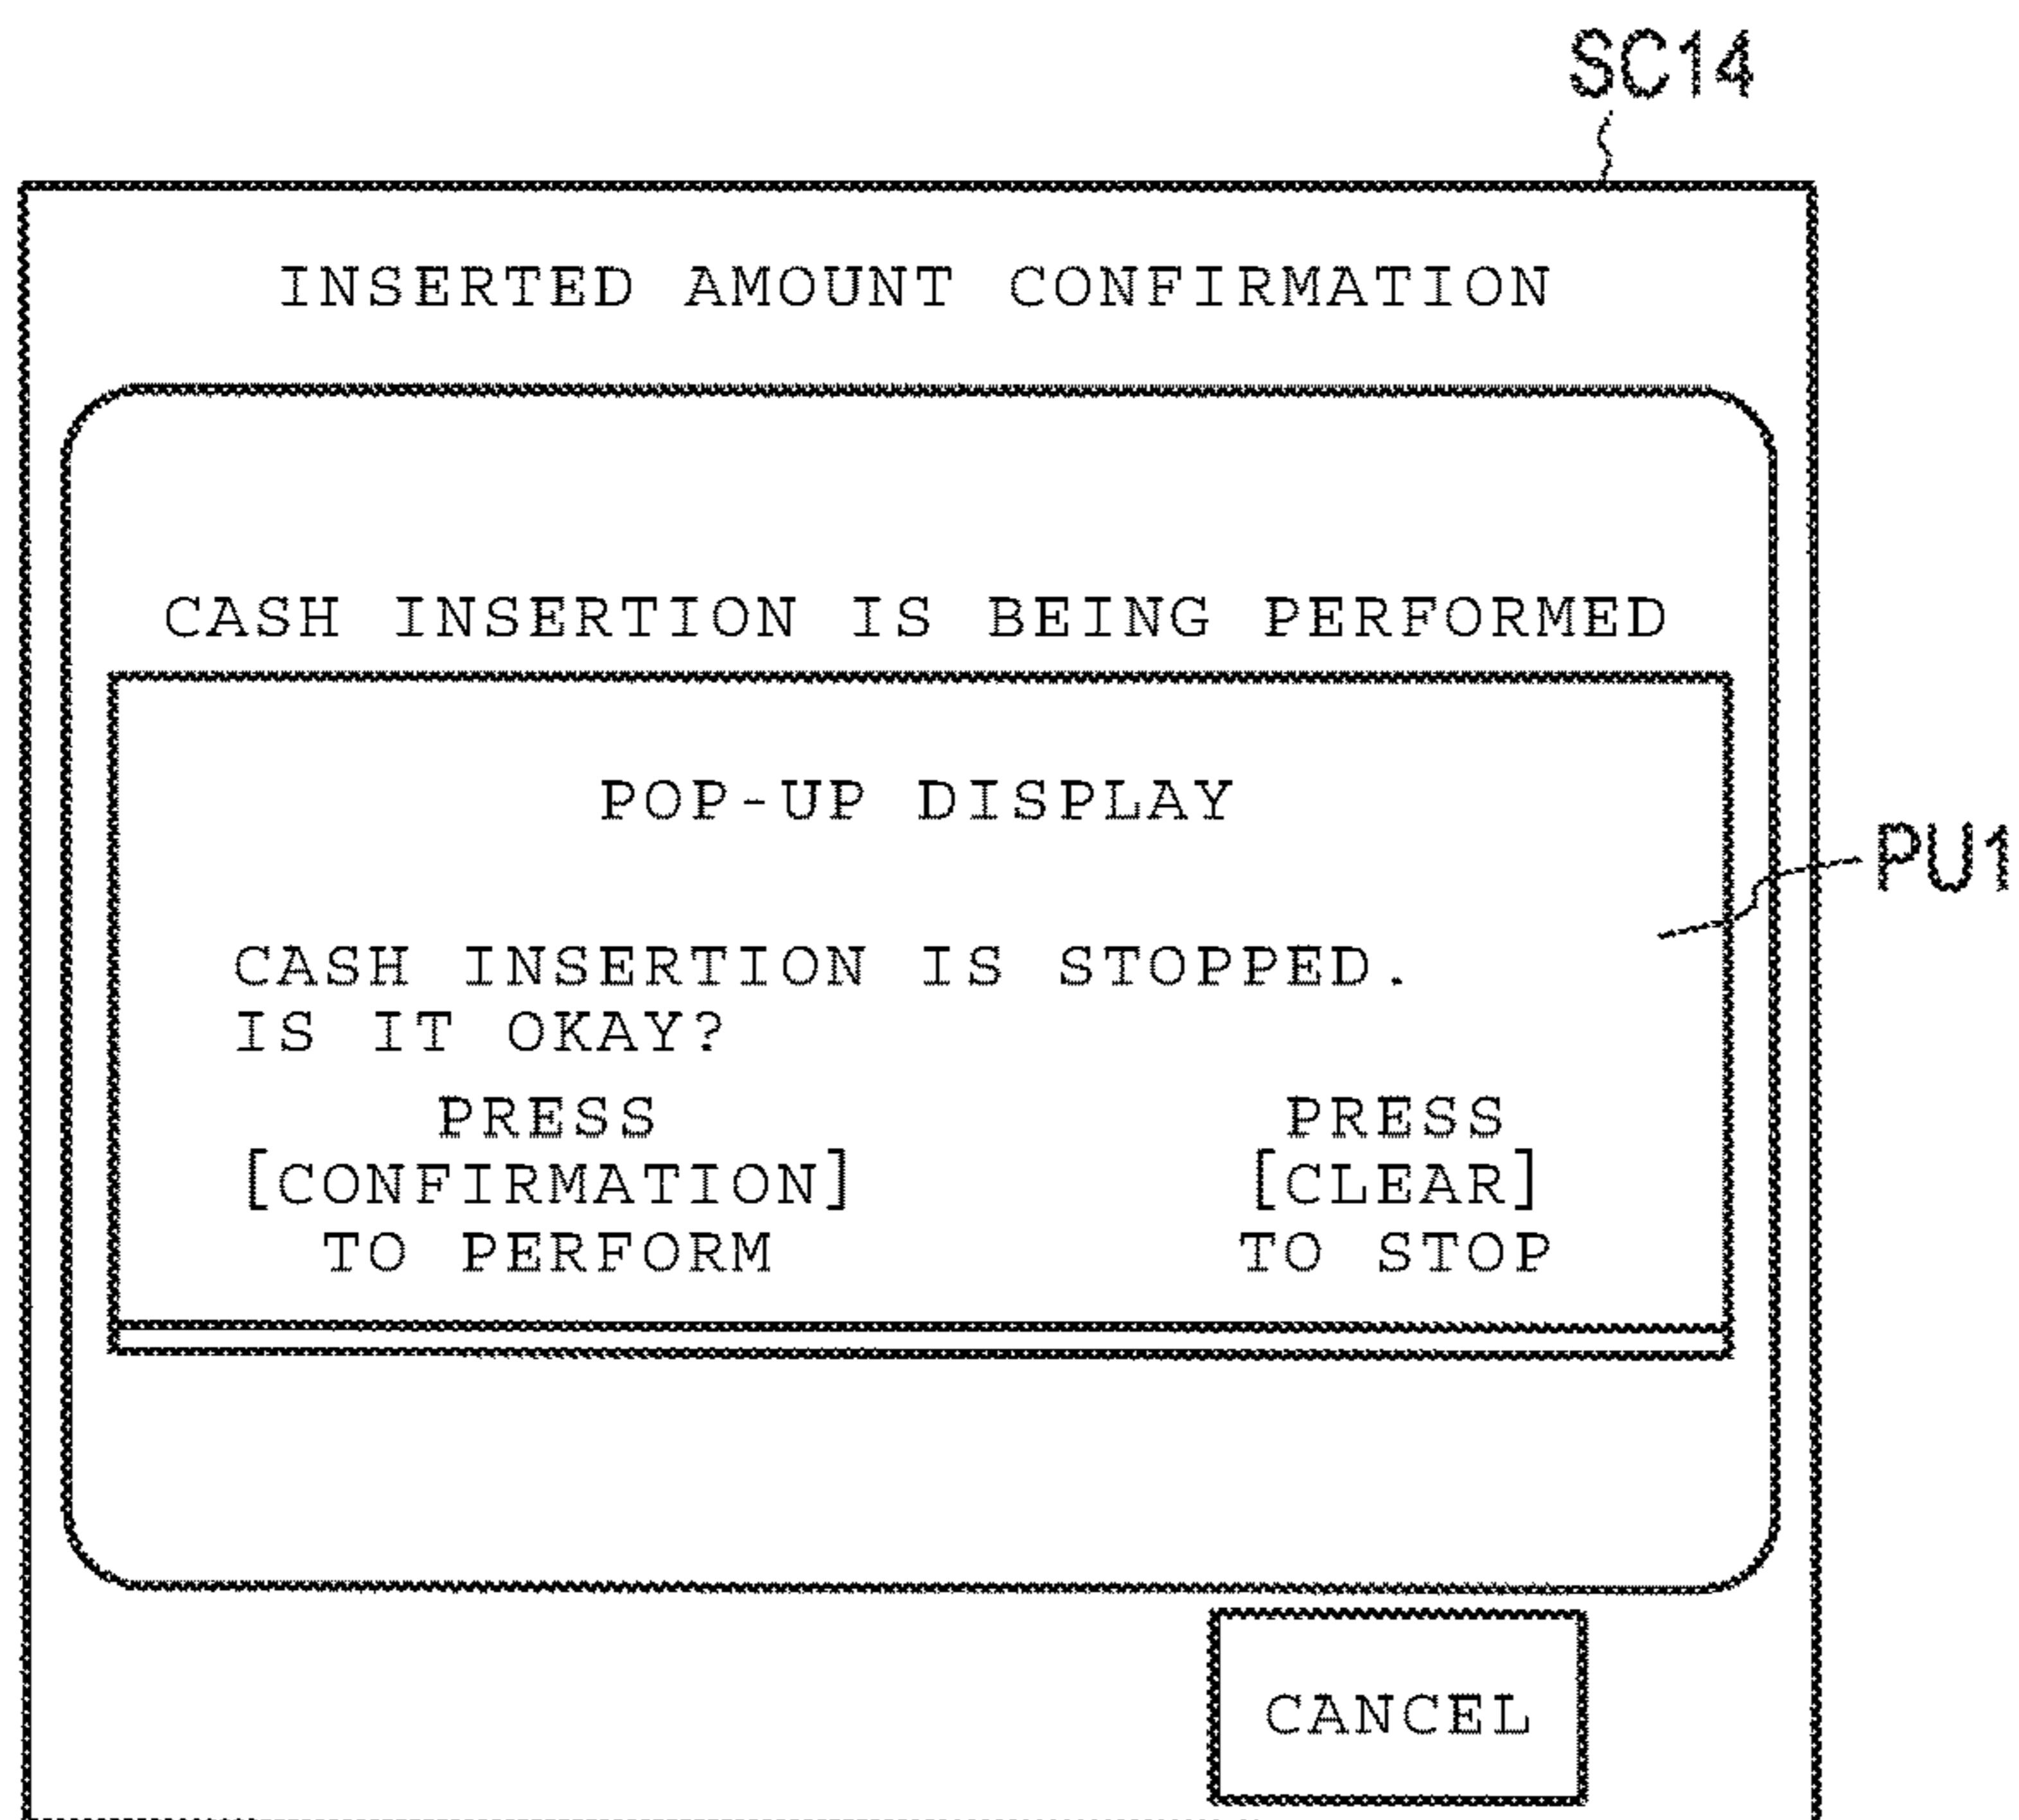 SC14
INSERTED AMOUNT CONFIRMATION
CASH INSERTION IS BEING PERFORMED
POP-UP DISPLAY
PU1
CASH INSERTION IS STOPPED.
IS IT OKAY?
PRESS
[CONFIRMATION]
TO PERFORM
PRESS
[CLEAR]
TO STOP
CANCEL